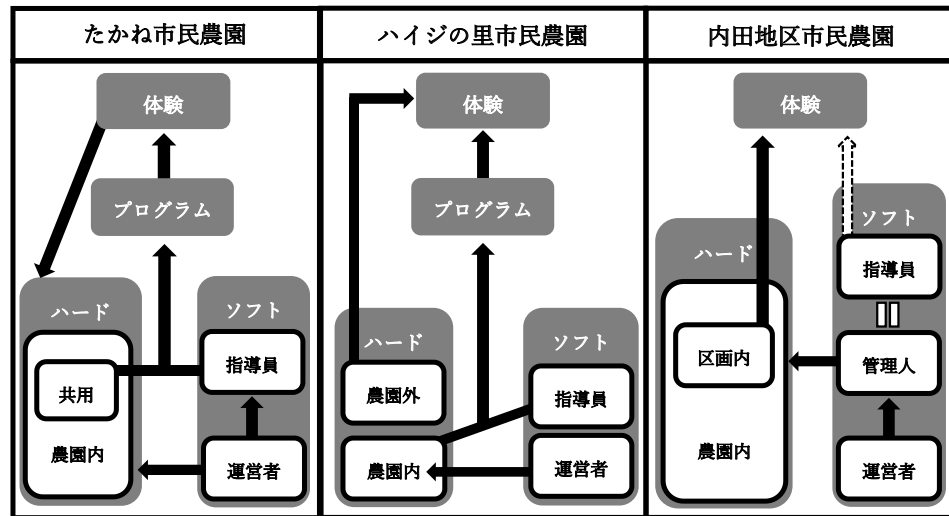 たかね市民農園
体験
プログラム
ハード
ソフト
共用
指導員
農園内
運営者
ハイジの里市民農園
体験
プログラム
ハード
ソフト
農園外
指導員
農園内
運営者
内田地区市民農園
体験
ソフト
ハード
指導員
区画内
管理人
農園内
運営者